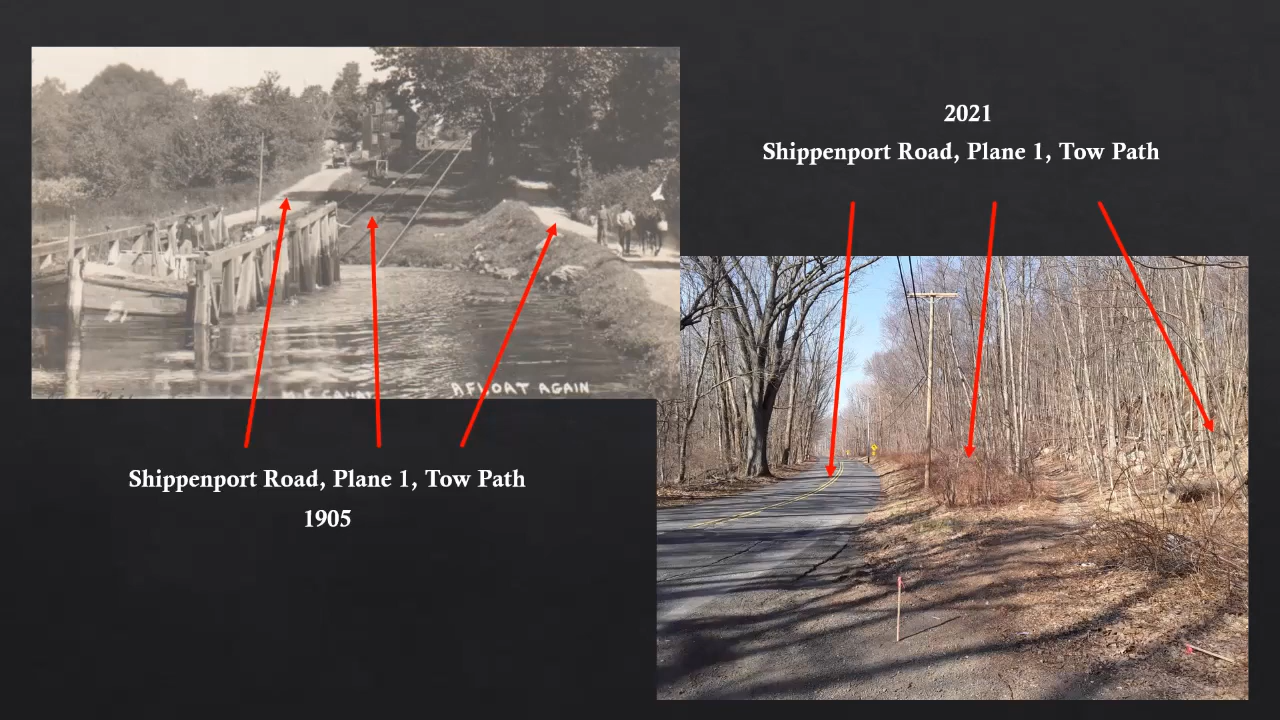 2021
Shippenport Road, Plane 1, Tow Path
AFLOAT AGAIN
Shippenport Road, Plane 1, Tow Path
1905